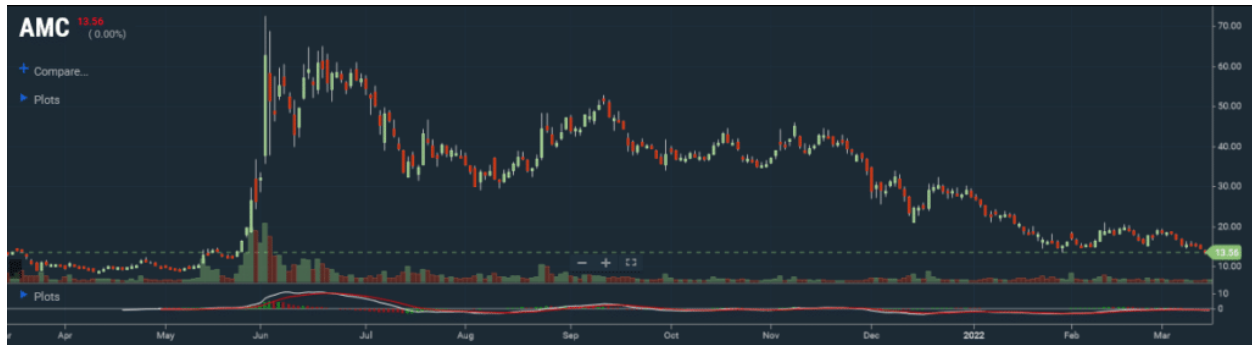 AMC 13.56
( 0.00%)
+ Compare...
Plots
70.00
60.00
50.00
40.00
30.00
20.00
13.56
10.00
Plots
10
0
Apr May Jun Jul Aug Sep Oct Nov Dec 2022 Feb Mar